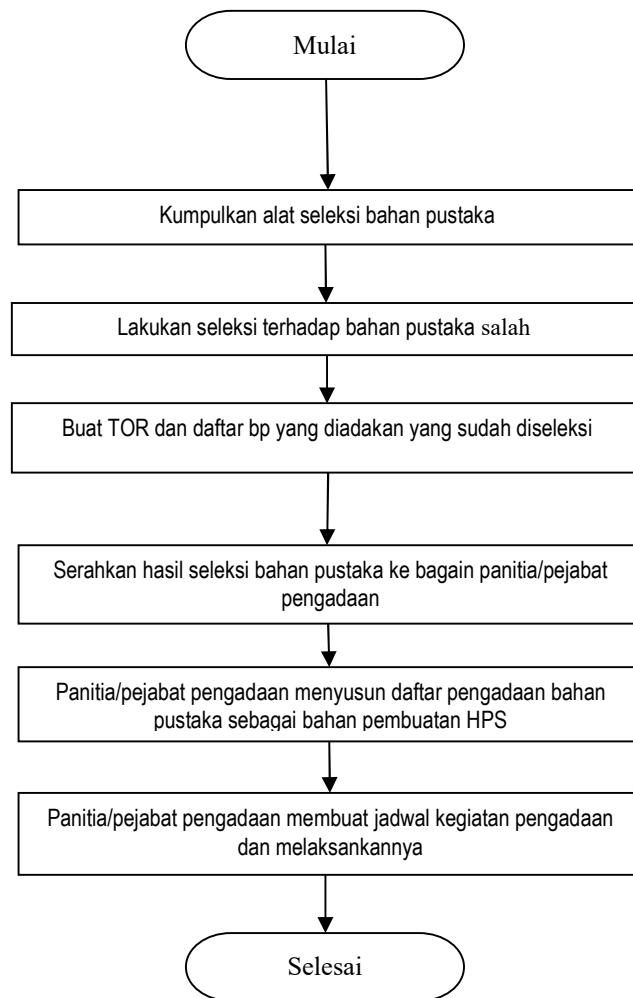 Mulai
Kumpulkan alat seleksi bahan pustaka
Lakukan seleksi terhadap bahan pustaka salah
Buat TOR dan daftar bp yang diadakan yang sudah diseleksi
Serahkan hasil seleksi bahan pustaka ke bagain panitia/pejabat
pengadaan
Panitia/pejabat pengadaan menyusun daftar pengadaan bahan
pustaka sebagai bahan pembuatan HPS
Panitia/pejabat pengadaan membuat jadwal kegiatan pengadaan
dan melaksankannya
Selesai